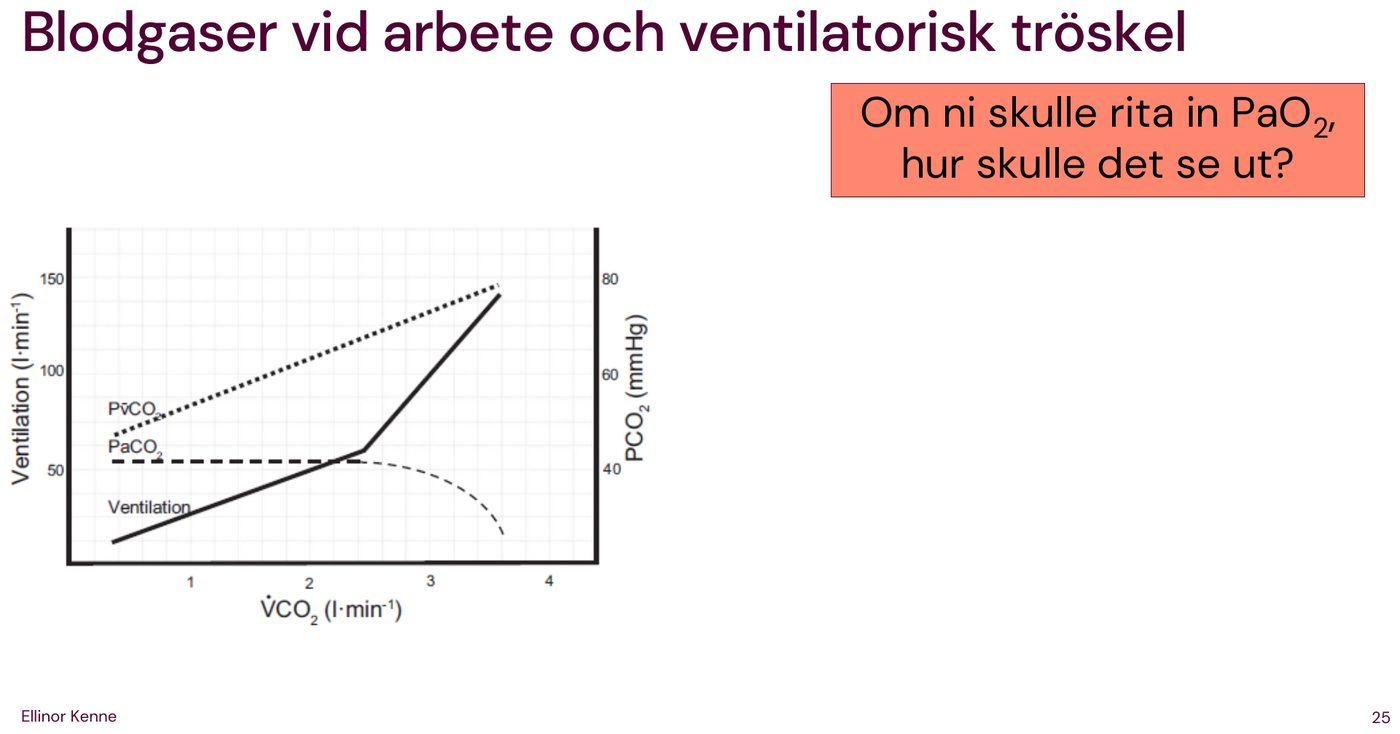 Blodgaser vid arbete och ventilatorisk tröskel
Om ni skulle rita in PaO₂,
hur skulle det se ut?
Ventilation (l·min⁻¹)
150
100
50
Pv̄CO₂
PaCO₂
Ventilation
80
60
40
PCO₂ (mmHg)
1 2 3 4
V̇CO₂ (l·min⁻¹)
Ellinor Kenne
25